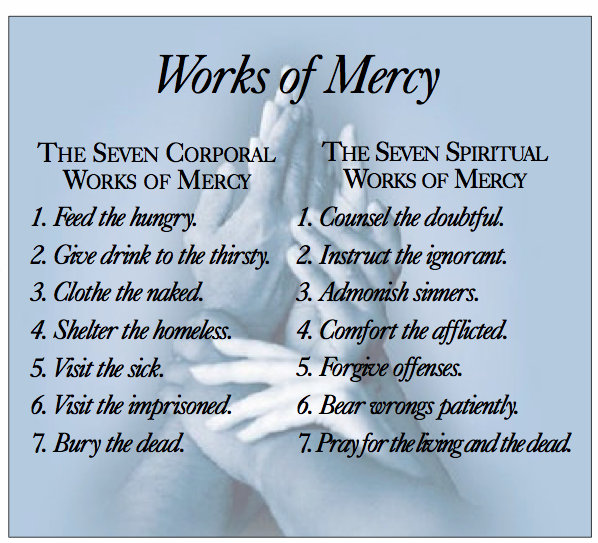 Works of Mercy
THE SEVEN CORPORAL
WORKS OF MERCY
1. Feed the hungry.
2. Give drink to the thirsty.
3. Clothe the naked.
4. Shelter the homeless.
5. Visit the sick.
6. Visit the imprisoned.
7. Bury the dead.
THE SEVEN SPIRITUAL
WORKS OF MERCY
1. Counsel the doubtful.
2. Instruct the ignorant.
3. Admonish sinners.
4. Comfort the afflicted.
5. Forgive offenses.
6. Bear wrongs patiently.
7. Pray for the living and the dead.